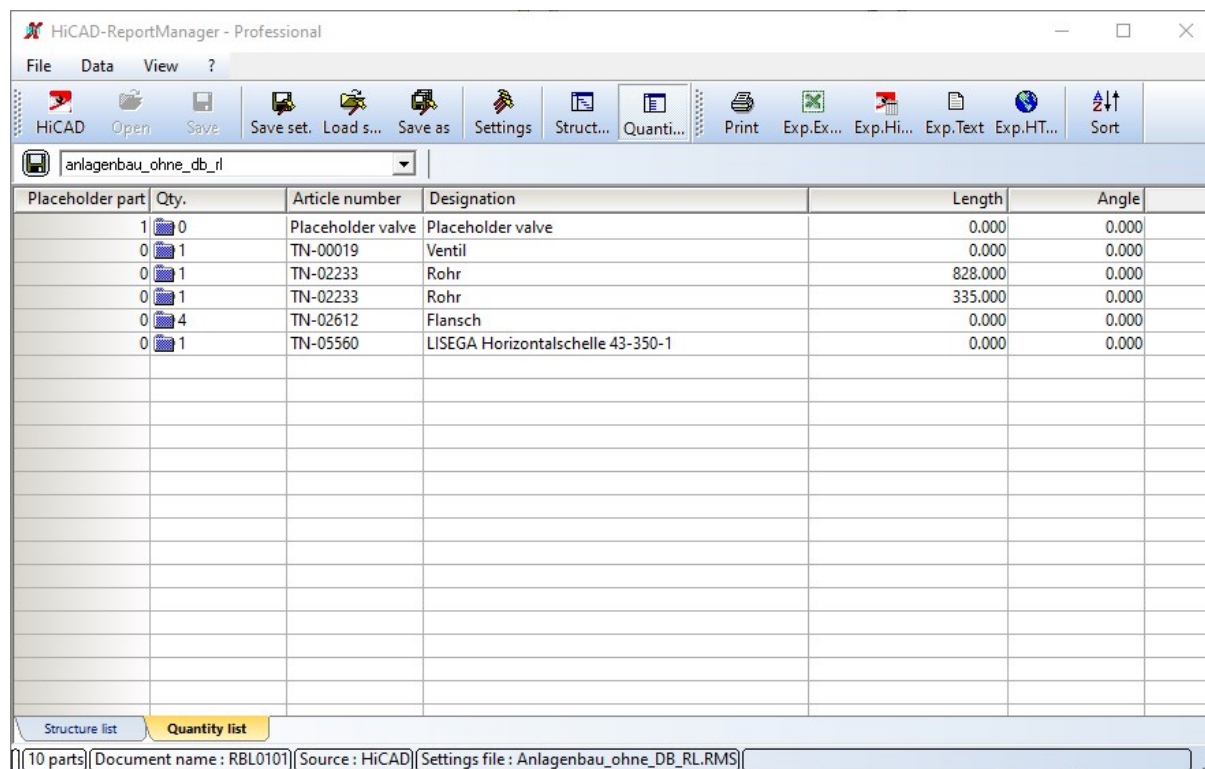 HiCAD-ReportManager - Professional
File Data View ?
HiCAD Open Save Save set. Load s... Save as Settings Struct... Quanti... Print Exp.Ex... Exp.Hi... Exp.Text Exp.HT... Sort
anlagenbau_ohne_db_rl
Placeholder part Qty. Article number Designation Length Angle
1 0 Placeholder valve Placeholder valve 0.000 0.000
0 1 TN-00019 Ventil 0.000 0.000
0 1 TN-02233 Rohr 828.000 0.000
0 1 TN-02233 Rohr 335.000 0.000
0 4 TN-02612 Flansch 0.000 0.000
0 1 TN-05560 LISEGA Horizontalschelle 43-350-1 0.000 0.000
Structure list Quantity list
10 parts Document name : RBL0101 Source : HiCAD Settings file : Anlagenbau_ohne_DB_RL.RMS